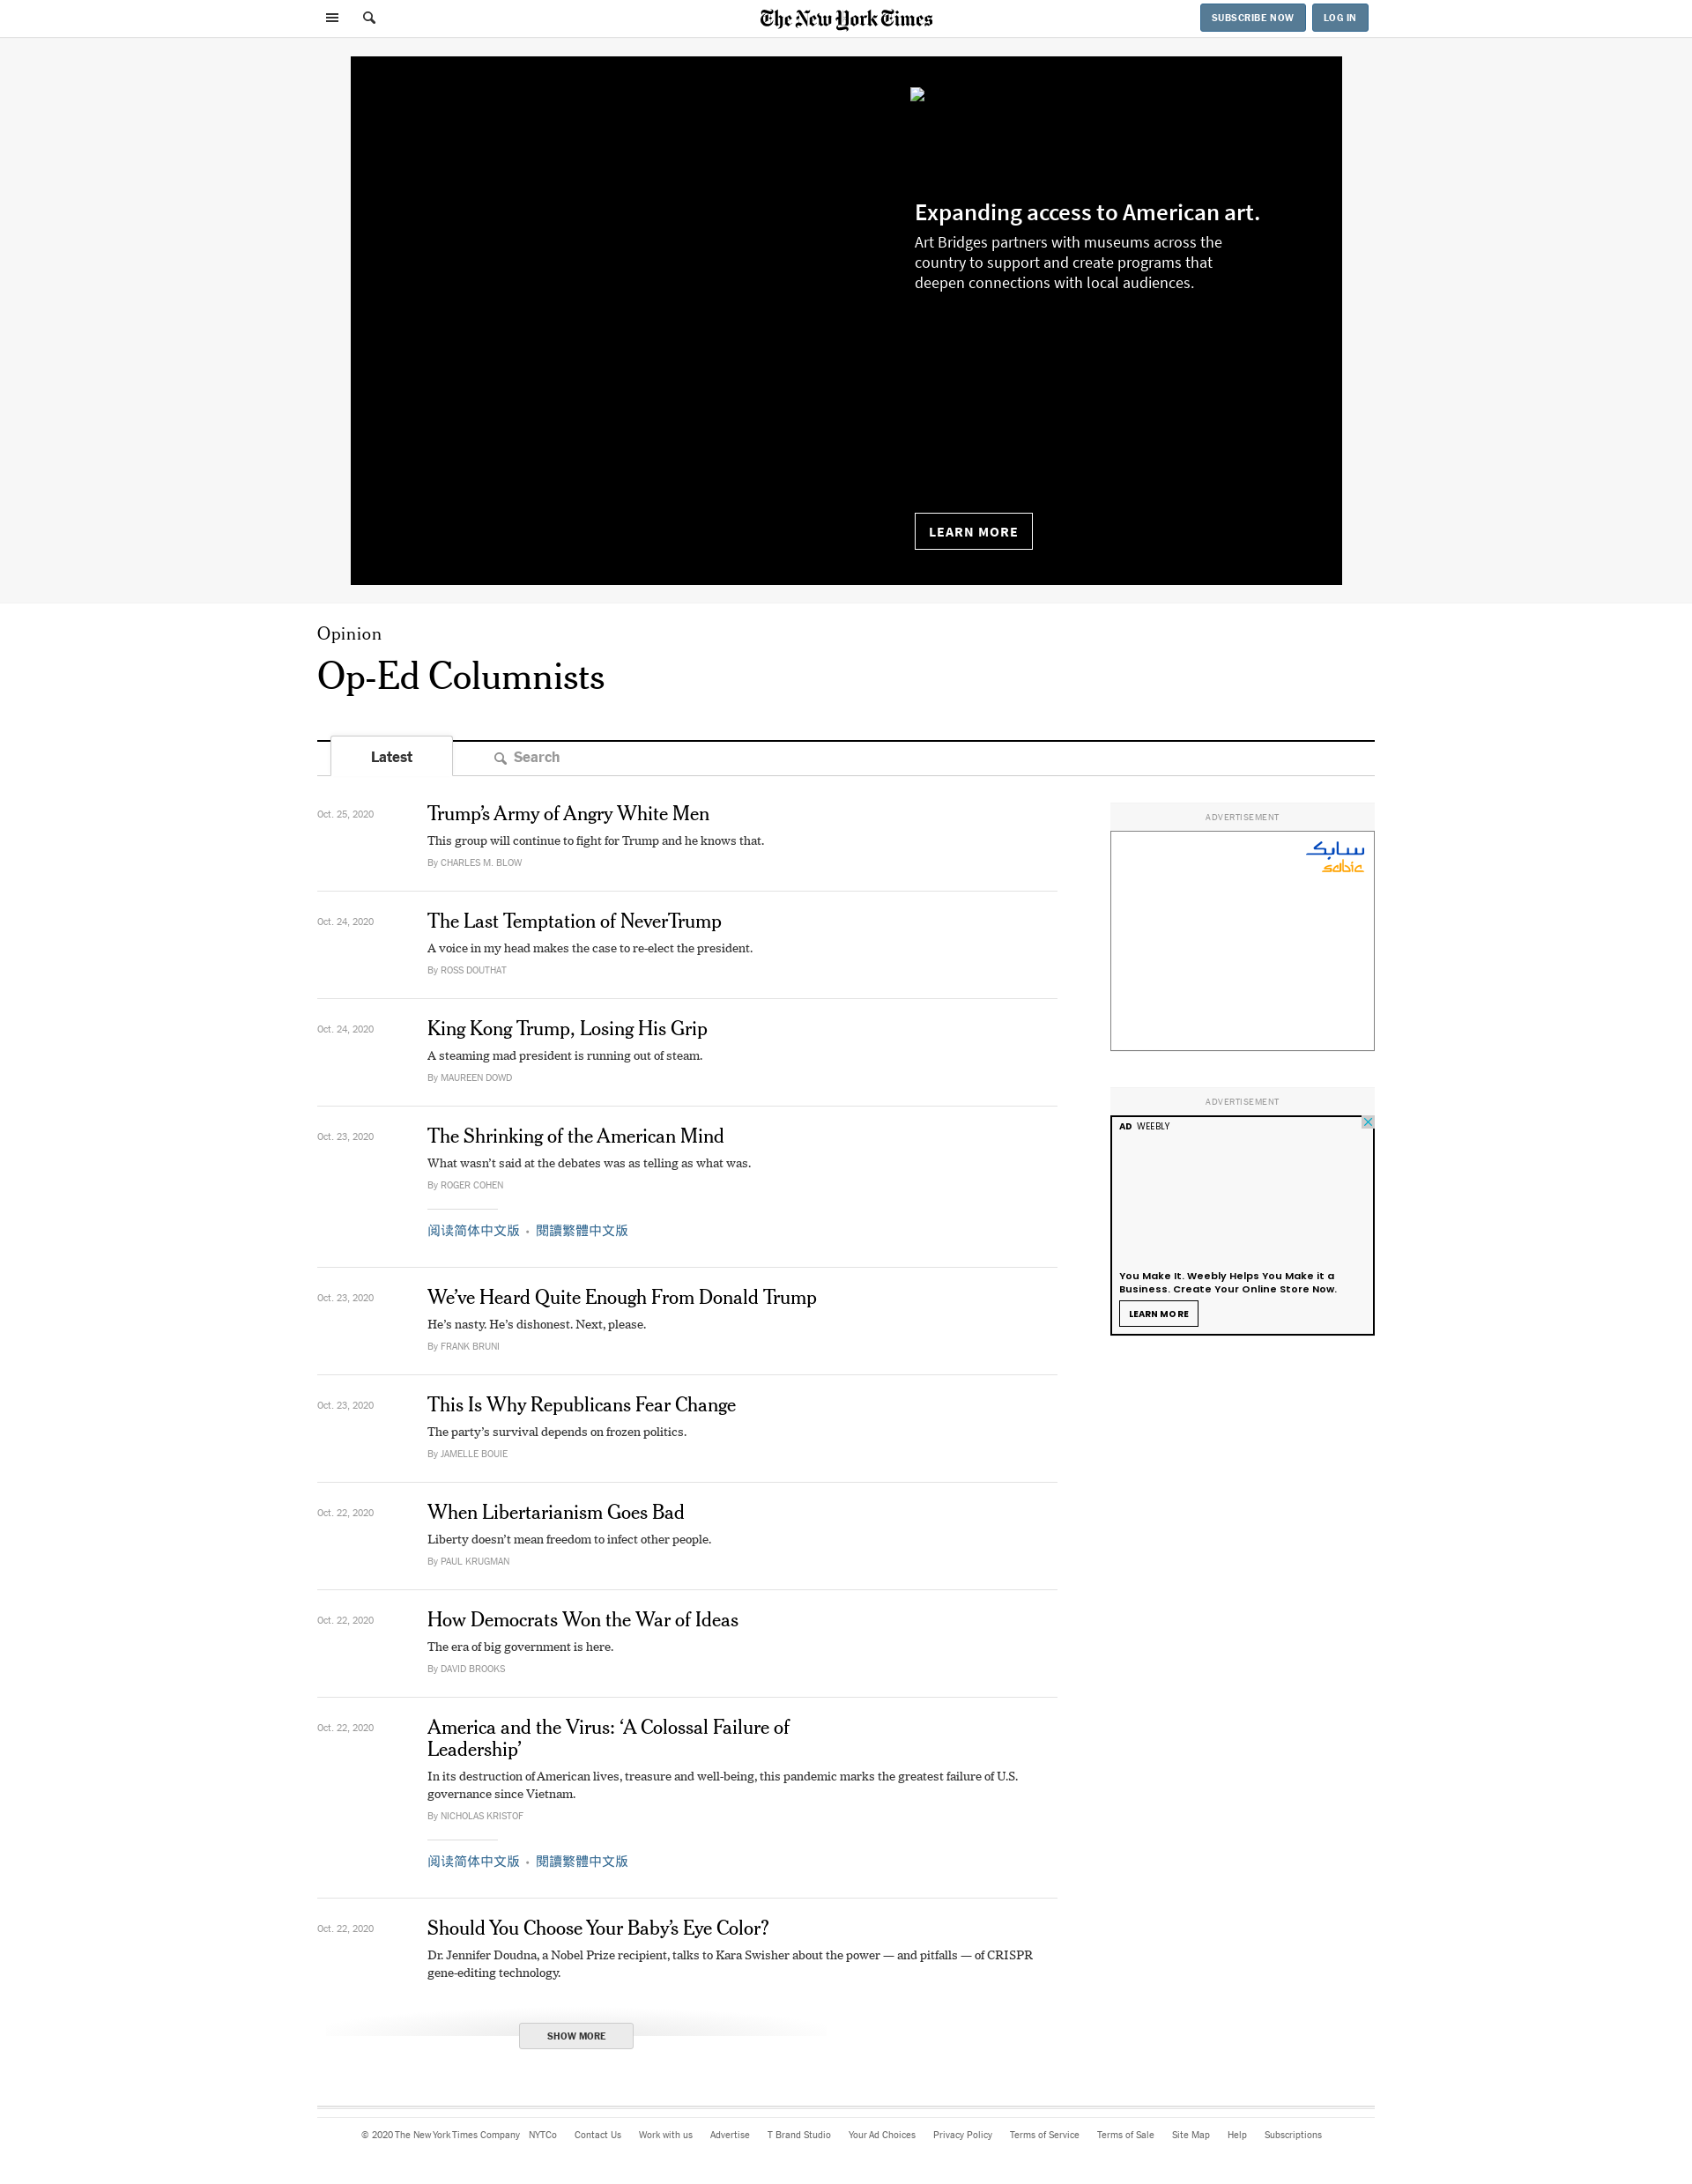 The New York Times
SUBSCRIBE NOW
LOG IN
Expanding access to American art.
Art Bridges partners with museums across the
country to support and create programs that
deepen connections with local audiences.
LEARN MORE
Opinion
Op-Ed Columnists
Latest
Search
Oct. 25, 2020
Trump’s Army of Angry White Men
This group will continue to fight for Trump and he knows that.
By CHARLES M. BLOW
Oct. 24, 2020
The Last Temptation of NeverTrump
A voice in my head makes the case to re-elect the president.
By ROSS DOUTHAT
Oct. 24, 2020
King Kong Trump, Losing His Grip
A steaming mad president is running out of steam.
By MAUREEN DOWD
Oct. 23, 2020
The Shrinking of the American Mind
What wasn’t said at the debates was as telling as what was.
By ROGER COHEN
阅读简体中文版 • 閱讀繁體中文版
Oct. 23, 2020
We’ve Heard Quite Enough From Donald Trump
He’s nasty. He’s dishonest. Next, please.
By FRANK BRUNI
Oct. 23, 2020
This Is Why Republicans Fear Change
The party’s survival depends on frozen politics.
By JAMELLE BOUIE
Oct. 22, 2020
When Libertarianism Goes Bad
Liberty doesn’t mean freedom to infect other people.
By PAUL KRUGMAN
Oct. 22, 2020
How Democrats Won the War of Ideas
The era of big government is here.
By DAVID BROOKS
Oct. 22, 2020
America and the Virus: ‘A Colossal Failure of
Leadership’
In its destruction of American lives, treasure and well-being, this pandemic marks the greatest failure of U.S.
governance since Vietnam.
By NICHOLAS KRISTOF
阅读简体中文版 • 閱讀繁體中文版
Oct. 22, 2020
Should You Choose Your Baby’s Eye Color?
Dr. Jennifer Doudna, a Nobel Prize recipient, talks to Kara Swisher about the power — and pitfalls — of CRISPR
gene-editing technology.
SHOW MORE
ADVERTISEMENT
سابك
sabic
ADVERTISEMENT
AD WEEBLY
You Make It. Weebly Helps You Make it a
Business. Create Your Online Store Now.
LEARN MORE
© 2020 The New York Times Company NYTCo Contact Us Work with us Advertise T Brand Studio Your Ad Choices Privacy Policy Terms of Service Terms of Sale Site Map Help Subscriptions